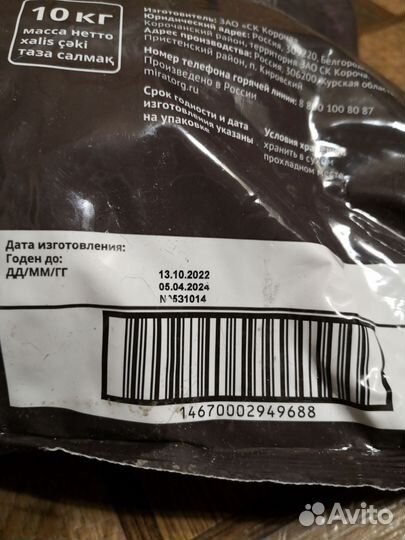 10 КГ
масса нетто
xalis çəki
таза салмақ
Изготовитель: ЗАО «СК Короча»
Юридический адрес: Россия, 309220, Белгород
Корочанский район, Территория ЗАО СК Короча,
Адрес производства: Россия, 306200, Курская область,
Пристенский район, п. Кировский
Номер телефона горячей линии: 8 800 100 80 87
Произведено в России
miratorg.ru
Срок годности и дата
изготовления указаны
на упаковке.
Условия хранения
хранить в сухом
прохладном месте
Дата изготовления:
Годен до:
ДД/ММ/ГГ
13.10.2022
05.04.2024
N531014
14670002949688
Avito